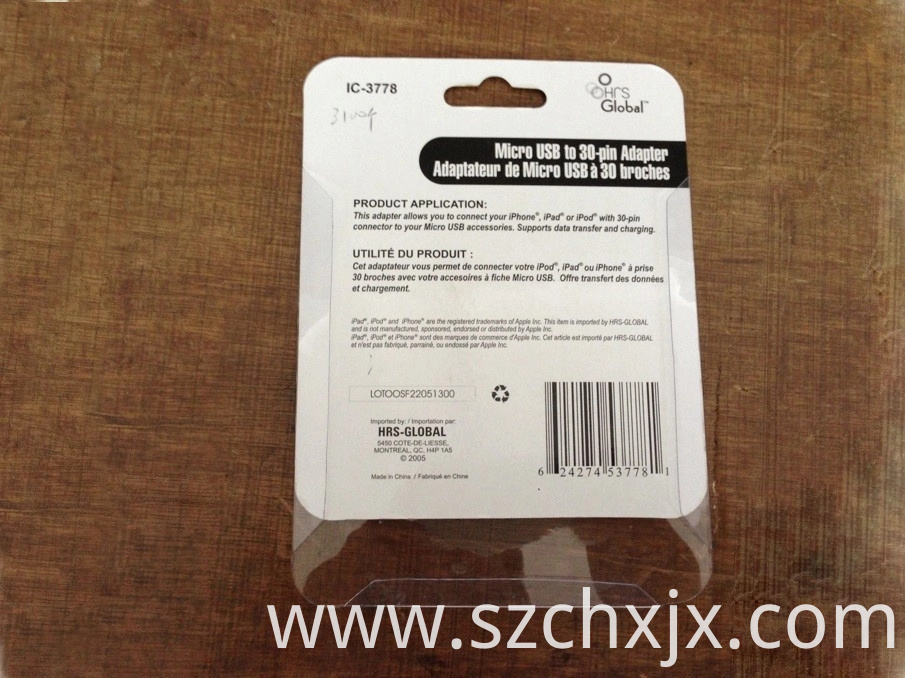 IC-3778
OHrS
Global™
Micro USB to 30-pin Adapter
Adaptateur de Micro USB à 30 broches
PRODUCT APPLICATION:
This adapter allows you to connect your iPhone®, iPad® or iPod® with 30-pin
connector to your Micro USB accessories. Supports data transfer and charging.
UTILITÉ DU PRODUIT :
Cet adaptateur vous permet de connecter votre iPod®, iPad® ou iPhone® à prise
30 broches avec votre accesoires à fiche Micro USB. Offre transfert des données
et chargement.
iPad®, iPod® and iPhone® are the registered trademarks of Apple Inc. This item is imported by HRS-GLOBAL
and is not manufactured, sponsored, endorsed or distributed by Apple Inc.
iPad®, iPod® et iPhone® sont des marques de commerce d'Apple Inc. Cet article est importé par HRS-GLOBAL
et n'est pas fabriqué, parrainé, ou endossé par Apple Inc.
LOTOOSF22051300
Imported by: / Importation par:
HRS-GLOBAL
5450 COTE-DE-LIESSE,
MONTREAL, QC, H4P 1A5
© 2005
Made in China / Fabriqué en Chine
6 24274 53778 1
www.szchxjx.com